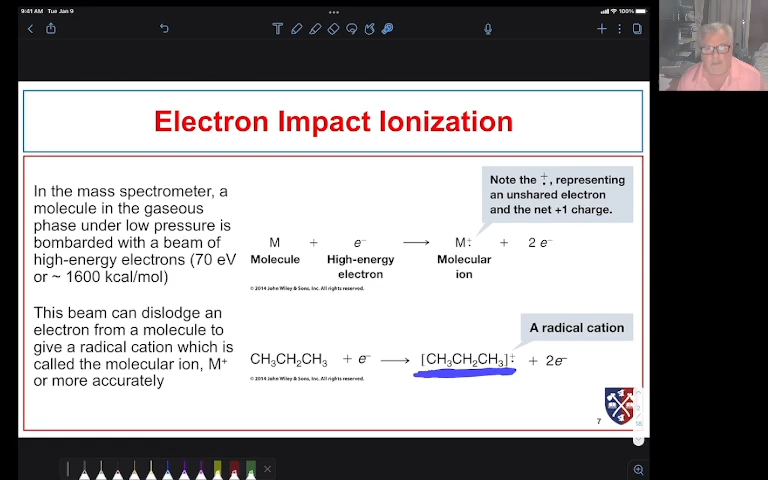 9:41 AM Tue Jan 9
100%
Electron Impact Ionization
In the mass spectrometer, a
molecule in the gaseous
phase under low pressure is
bombarded with a beam of
high-energy electrons (70 eV
or ~ 1600 kcal/mol)
This beam can dislodge an
electron from a molecule to
give a radical cation which is
called the molecular ion, M⁺
or more accurately
Note the ⨥, representing
an unshared electron
and the net +1 charge.
M + e⁻ ⟶ M⨥ + 2 e⁻
Molecule High-energy electron Molecular ion
© 2014 John Wiley & Sons, Inc. All rights reserved.
A radical cation
CH₃CH₂CH₃ + e⁻ ⟶ [CH₃CH₂CH₃]⨥ + 2e⁻
© 2014 John Wiley & Sons, Inc. All rights reserved.
7